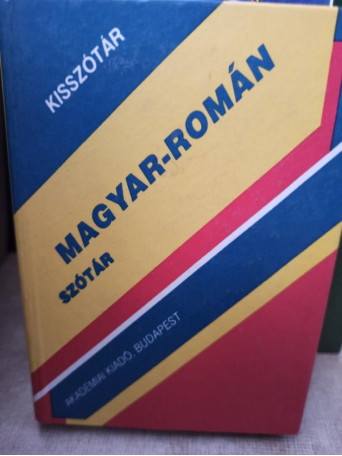 KISSZÓTÁR
MAGYAR-ROMÁN
SZÓTÁR
AKADÉMIAI KIADÓ, BUDAPEST